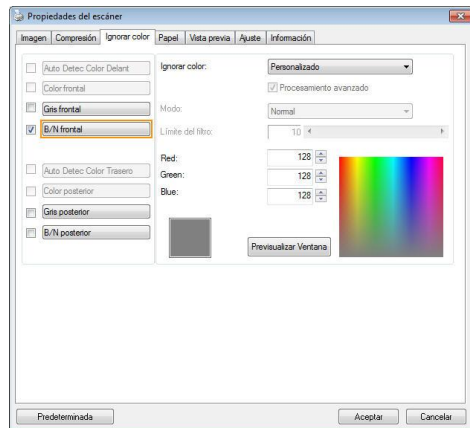 Propiedades del escáner
Imagen Compresión Ignorar color Papel Vista previa Ajuste Información
Auto Detec Color Delant
Color frontal
Gris frontal
B/N frontal
Auto Detec Color Trasero
Color posterior
Gris posterior
B/N posterior
Ignorar color: Personalizado
Procesamiento avanzado
Modo: Normal
Límite del filtro: 10
Red: 128
Green: 128
Blue: 128
Previsualizar Ventana
Predeterminada Aceptar Cancelar